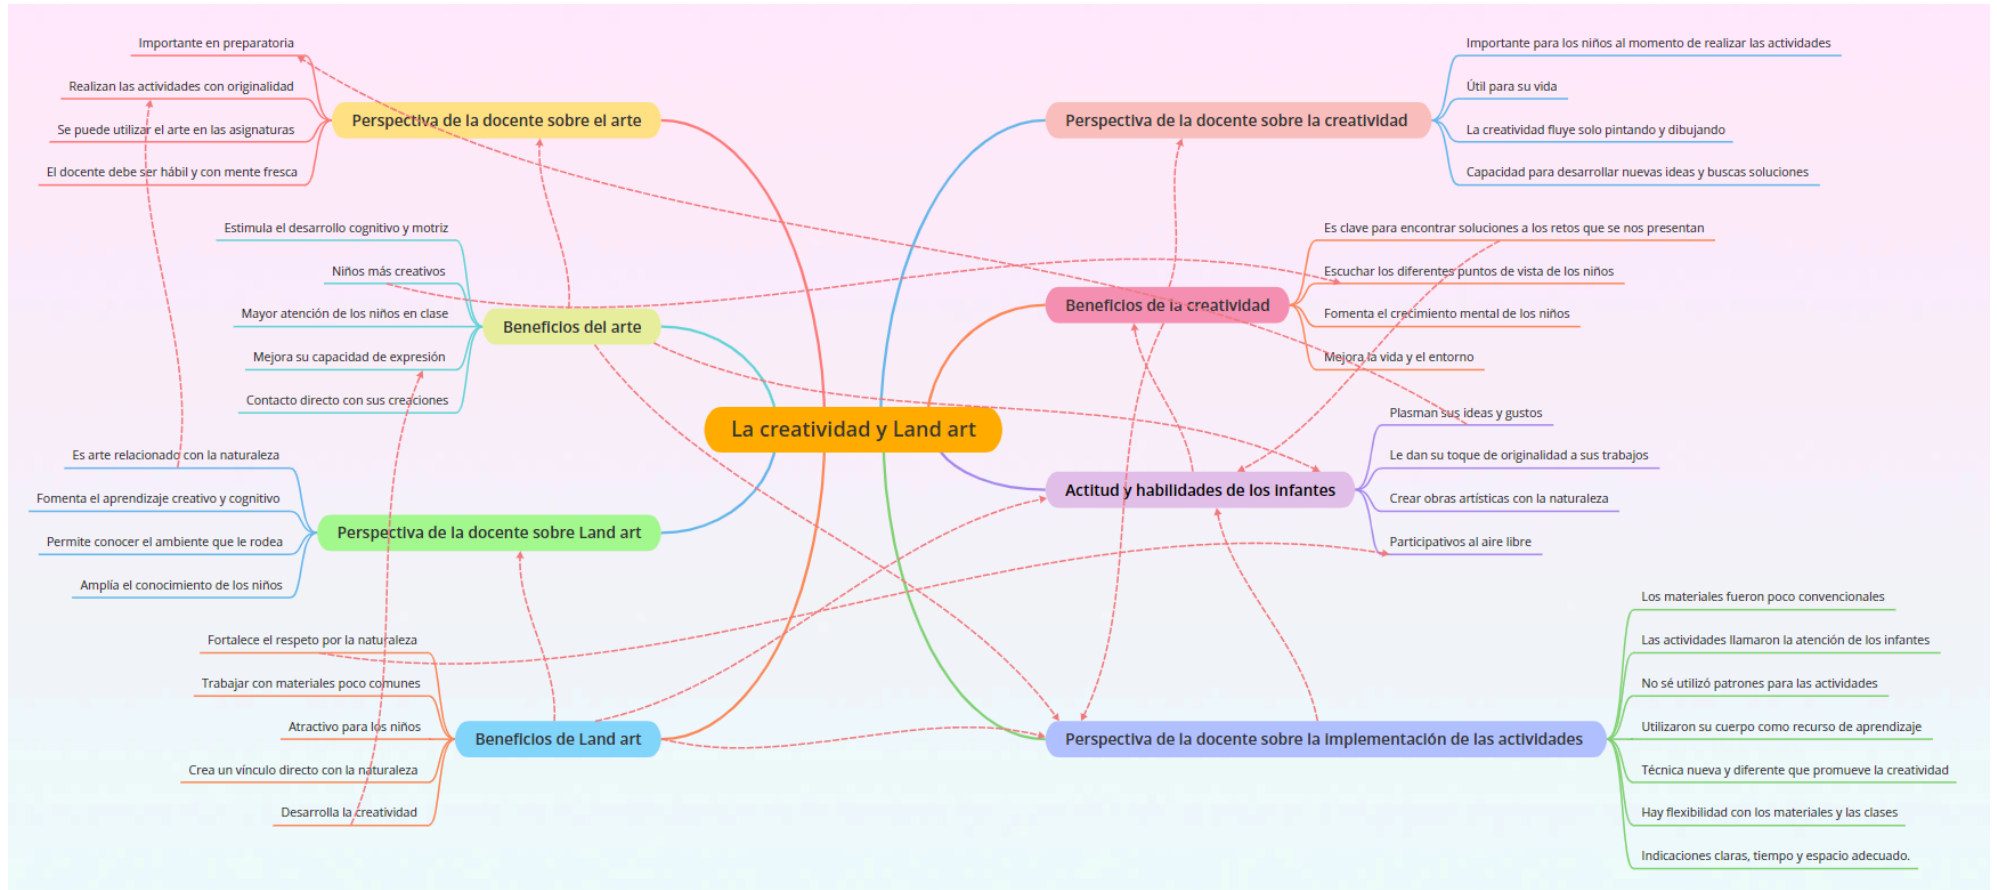 La creatividad y Land art
Perspectiva de la docente sobre el arte
Importante en preparatoria
Realizan las actividades con originalidad
Se puede utilizar el arte en las asignaturas
El docente debe ser hábil y con mente fresca
Beneficios del arte
Estimula el desarrollo cognitivo y motriz
Niños más creativos
Mayor atención de los niños en clase
Mejora su capacidad de expresión
Contacto directo con sus creaciones
Perspectiva de la docente sobre Land art
Es arte relacionado con la naturaleza
Fomenta el aprendizaje creativo y cognitivo
Permite conocer el ambiente que le rodea
Amplía el conocimiento de los niños
Beneficios de Land art
Fortalece el respeto por la naturaleza
Trabajar con materiales poco comunes
Atractivo para los niños
Crea un vínculo directo con la naturaleza
Desarrolla la creatividad
Perspectiva de la docente sobre la creatividad
Importante para los niños al momento de realizar las actividades
Útil para su vida
La creatividad fluye solo pintando y dibujando
Capacidad para desarrollar nuevas ideas y buscas soluciones
Beneficios de la creatividad
Es clave para encontrar soluciones a los retos que se nos presentan
Escuchar los diferentes puntos de vista de los niños
Fomenta el crecimiento mental de los niños
Mejora la vida y el entorno
Actitud y habilidades de los infantes
Plasman sus ideas y gustos
Le dan su toque de originalidad a sus trabajos
Crear obras artísticas con la naturaleza
Participativos al aire libre
Perspectiva de la docente sobre la implementación de las actividades
Los materiales fueron poco convencionales
Las actividades llamaron la atención de los infantes
No sé utilizó patrones para las actividades
Utilizaron su cuerpo como recurso de aprendizaje
Técnica nueva y diferente que promueve la creatividad
Hay flexibilidad con los materiales y las clases
Indicaciones claras, tiempo y espacio adecuado.